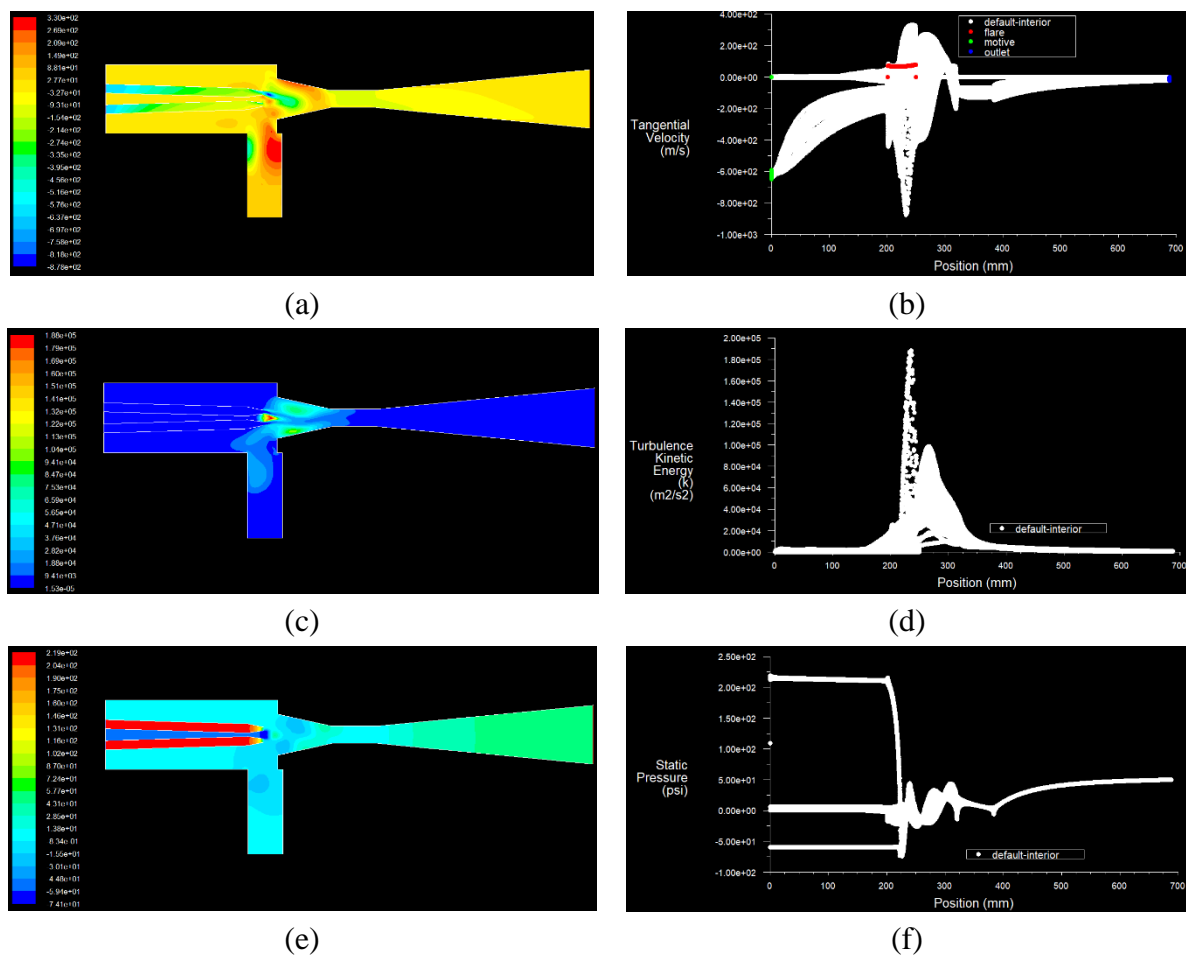 3.30e+02
2.69e+02
2.09e+02
1.49e+02
8.81e+01
2.77e+01
-3.27e+01
-9.31e+01
-1.54e+02
-2.14e+02
-2.74e+02
-3.35e+02
-3.95e+02
-4.56e+02
-5.16e+02
-5.76e+02
-6.37e+02
-6.97e+02
-7.58e+02
-8.18e+02
-8.78e+02
(a)
4.00e+02
2.00e+02
0.00e+00
-2.00e+02
-4.00e+02
-6.00e+02
-8.00e+02
-1.00e+03
Tangential
Velocity
(m/s)
default-interior
flare
motive
outlet
0 100 200 300 400 500 600 700
Position (mm)
(b)
1.88e+05
1.79e+05
1.69e+05
1.60e+05
1.51e+05
1.41e+05
1.32e+05
1.22e+05
1.13e+05
1.04e+05
9.41e+04
8.47e+04
7.53e+04
6.59e+04
5.65e+04
4.71e+04
3.76e+04
2.82e+04
1.88e+04
9.41e+03
1.53e-05
(c)
2.00e+05
1.80e+05
1.60e+05
1.40e+05
1.20e+05
1.00e+05
8.00e+04
6.00e+04
4.00e+04
2.00e+04
0.00e+00
Turbulence
Kinetic
Energy
(k)
(m2/s2)
default-interior
0 100 200 300 400 500 600 700
Position (mm)
(d)
2.19e+02
2.04e+02
1.90e+02
1.75e+02
1.60e+02
1.46e+02
1.31e+02
1.16e+02
1.02e+02
8.70e+01
7.24e+01
5.77e+01
4.31e+01
2.85e+01
1.38e+01
8.34e+01
-1.55e+01
3.01e+01
4.48e+01
-5.94e+01
7.41e+01
(e)
2.50e+02
2.00e+02
1.50e+02
1.00e+02
5.00e+01
0.00e+00
-5.00e+01
-1.00e+02
Static
Pressure
(psi)
default-interior
0 100 200 300 400 500 600 700
Position (mm)
(f)